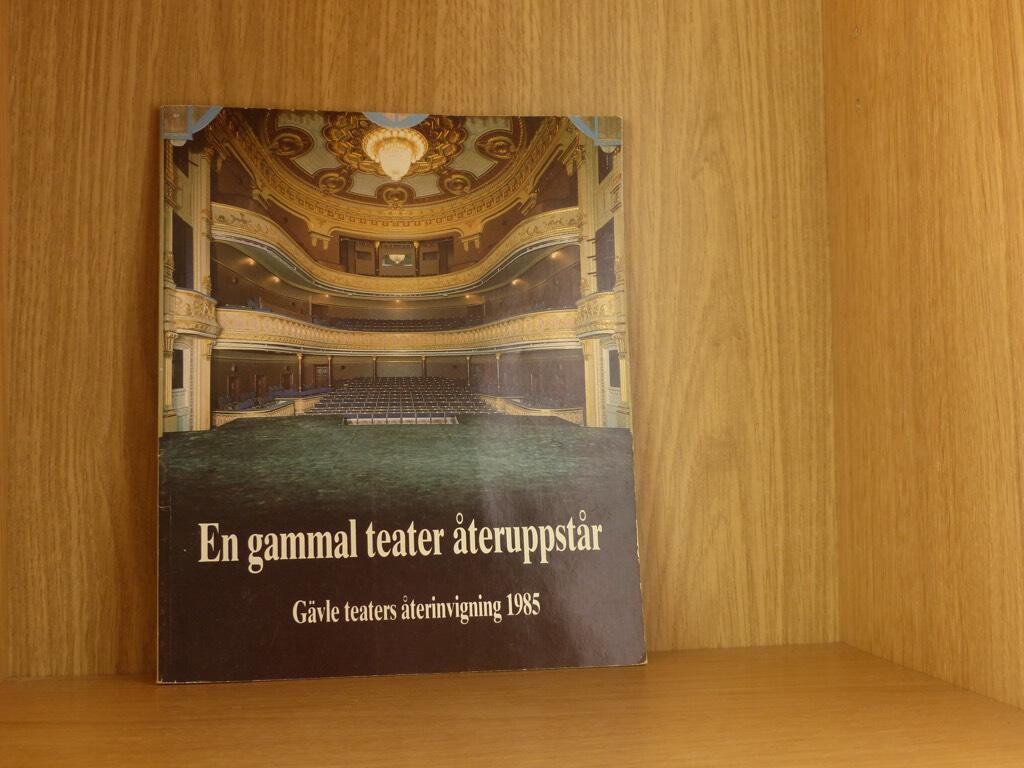 En gammal teater återuppstår
Gävle teaters återinvigning 1985